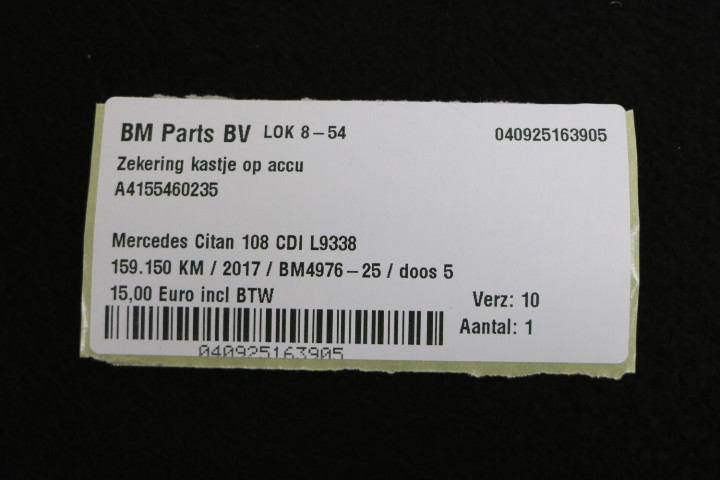 BM Parts BV LOK 8-54 040925163905
Zekering kastje op accu
A4155460235
Mercedes Citan 108 CDI L9338
159.150 KM / 2017 / BM4976-25 / doos 5
15,00 Euro incl BTW Verz: 10
Aantal: 1
040925163905